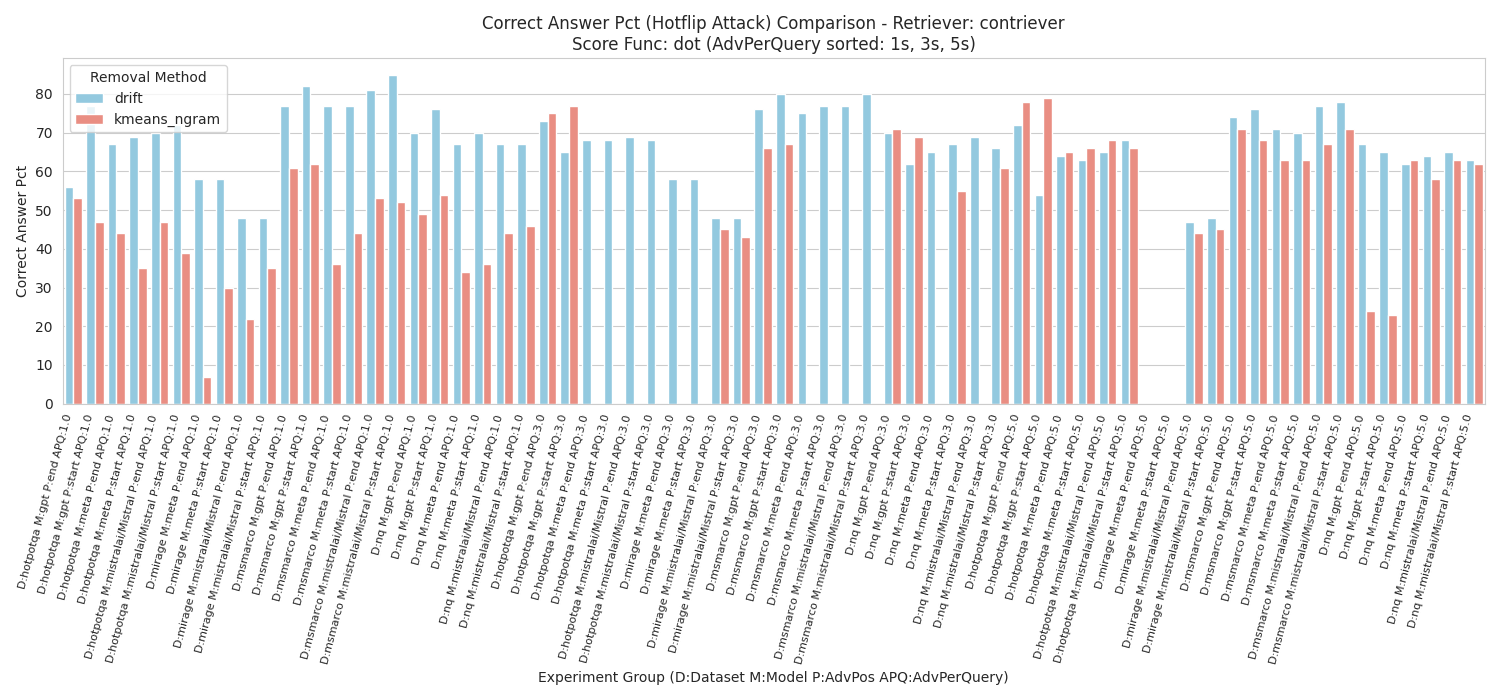 Correct Answer Pct (Hotflip Attack) Comparison - Retriever: contriever
Score Func: dot (AdvPerQuery sorted: 1s, 3s, 5s)
Removal Method
drift
kmeans_ngram
Correct Answer Pct
80
70
60
50
40
30
20
10
0
D:hotpotqa M:gpt P:end APQ:1.0
D:hotpotqa M:gpt P:start APQ:1.0
D:hotpotqa M:meta P:end APQ:1.0
D:hotpotqa M:meta P:start APQ:1.0
D:hotpotqa M:mistralai/Mistral P:end APQ:1.0
D:hotpotqa M:mistralai/Mistral P:start APQ:1.0
D:mirage M:meta P:end APQ:1.0
D:mirage M:meta P:start APQ:1.0
D:mirage M:mistralai/Mistral P:end APQ:1.0
D:mirage M:mistralai/Mistral P:start APQ:1.0
D:msmarco M:gpt P:end APQ:1.0
D:msmarco M:gpt P:start APQ:1.0
D:msmarco M:meta P:end APQ:1.0
D:msmarco M:meta P:start APQ:1.0
D:msmarco M:mistralai/Mistral P:end APQ:1.0
D:msmarco M:mistralai/Mistral P:start APQ:1.0
D:nq M:gpt P:end APQ:1.0
D:nq M:gpt P:start APQ:1.0
D:nq M:meta P:end APQ:1.0
D:nq M:meta P:start APQ:1.0
D:nq M:mistralai/Mistral P:end APQ:1.0
D:nq M:mistralai/Mistral P:start APQ:1.0
D:hotpotqa M:gpt P:end APQ:3.0
D:hotpotqa M:gpt P:start APQ:3.0
D:hotpotqa M:meta P:end APQ:3.0
D:hotpotqa M:meta P:start APQ:3.0
D:hotpotqa M:mistralai/Mistral P:end APQ:3.0
D:hotpotqa M:mistralai/Mistral P:start APQ:3.0
D:mirage M:meta P:end APQ:3.0
D:mirage M:meta P:start APQ:3.0
D:mirage M:mistralai/Mistral P:end APQ:3.0
D:mirage M:mistralai/Mistral P:start APQ:3.0
D:msmarco M:gpt P:end APQ:3.0
D:msmarco M:gpt P:start APQ:3.0
D:msmarco M:meta P:end APQ:3.0
D:msmarco M:meta P:start APQ:3.0
D:msmarco M:mistralai/Mistral P:end APQ:3.0
D:msmarco M:mistralai/Mistral P:start APQ:3.0
D:nq M:gpt P:end APQ:3.0
D:nq M:gpt P:start APQ:3.0
D:nq M:meta P:end APQ:3.0
D:nq M:meta P:start APQ:3.0
D:nq M:mistralai/Mistral P:end APQ:3.0
D:nq M:mistralai/Mistral P:start APQ:3.0
D:hotpotqa M:gpt P:end APQ:5.0
D:hotpotqa M:gpt P:start APQ:5.0
D:hotpotqa M:meta P:end APQ:5.0
D:hotpotqa M:meta P:start APQ:5.0
D:hotpotqa M:mistralai/Mistral P:end APQ:5.0
D:hotpotqa M:mistralai/Mistral P:start APQ:5.0
D:mirage M:meta P:end APQ:5.0
D:mirage M:meta P:start APQ:5.0
D:mirage M:mistralai/Mistral P:end APQ:5.0
D:mirage M:mistralai/Mistral P:start APQ:5.0
D:msmarco M:gpt P:end APQ:5.0
D:msmarco M:gpt P:start APQ:5.0
D:msmarco M:meta P:end APQ:5.0
D:msmarco M:meta P:start APQ:5.0
D:msmarco M:mistralai/Mistral P:end APQ:5.0
D:msmarco M:mistralai/Mistral P:start APQ:5.0
D:nq M:gpt P:end APQ:5.0
D:nq M:gpt P:start APQ:5.0
D:nq M:meta P:end APQ:5.0
D:nq M:meta P:start APQ:5.0
D:nq M:mistralai/Mistral P:end APQ:5.0
D:nq M:mistralai/Mistral P:start APQ:5.0
Experiment Group (D:Dataset M:Model P:AdvPos APQ:AdvPerQuery)